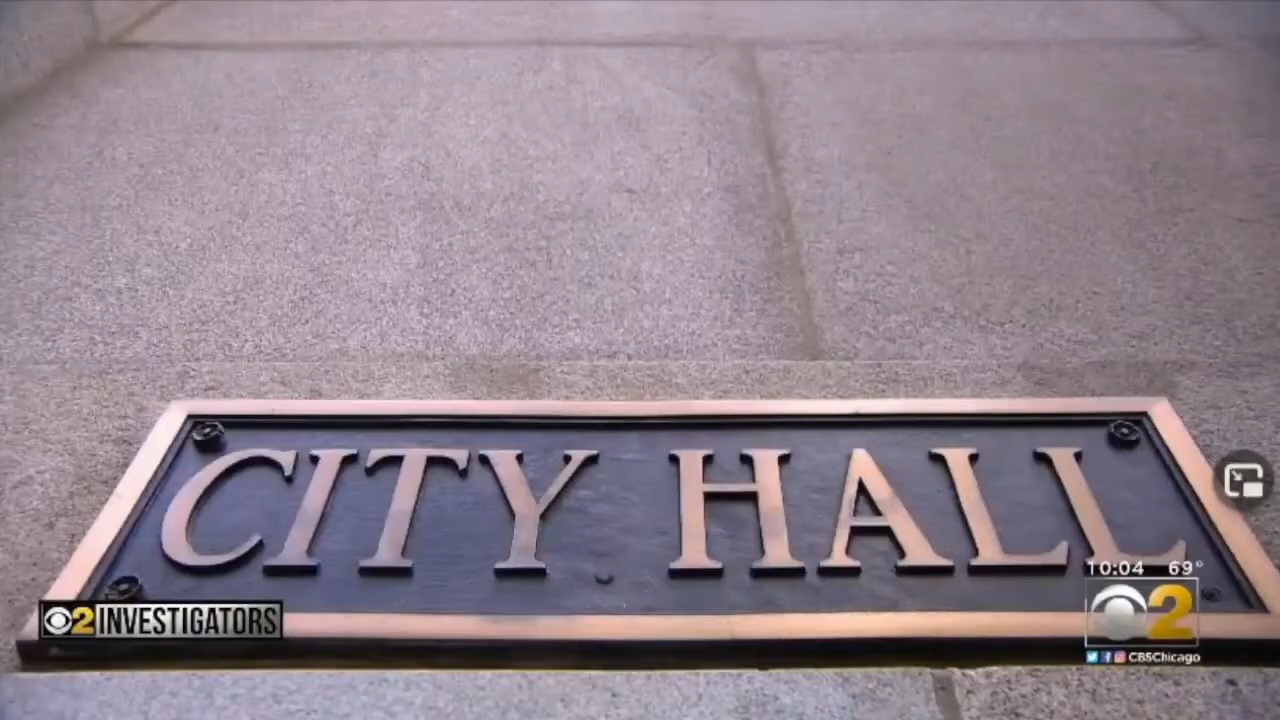 CITY HALL
10:04 69°
2 INVESTIGATORS
2
CBSChicago